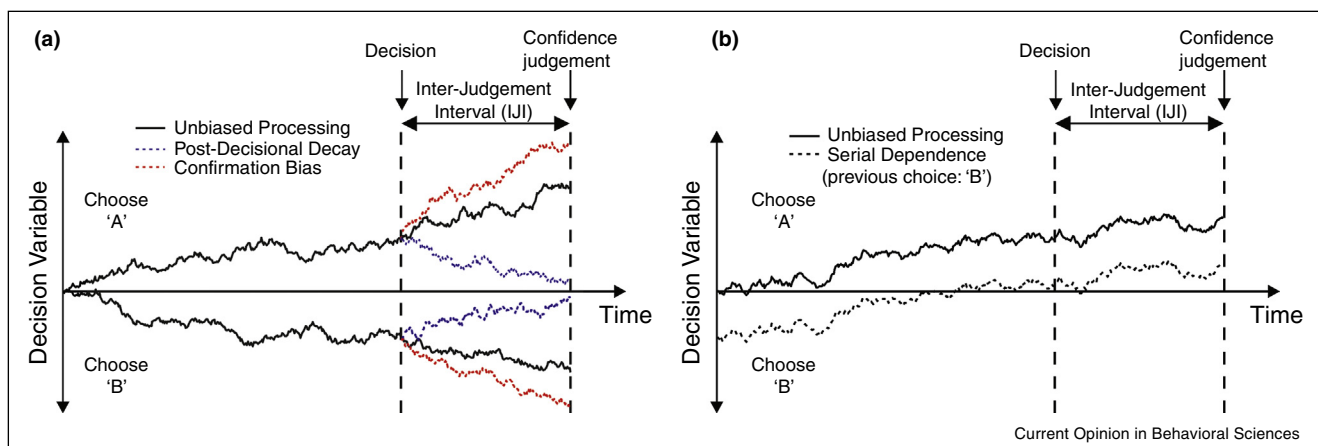 (a)
Decision
Confidence
judgement
Inter-Judgement
Interval (IJI)
Unbiased Processing
Post-Decisional Decay
Confirmation Bias
Choose
‘A’
Decision Variable
Time
Choose
‘B’
(b)
Decision
Confidence
judgement
Inter-Judgement
Interval (IJI)
Unbiased Processing
Serial Dependence
(previous choice: ‘B’)
Choose
‘A’
Decision Variable
Time
Choose
‘B’
Current Opinion in Behavioral Sciences